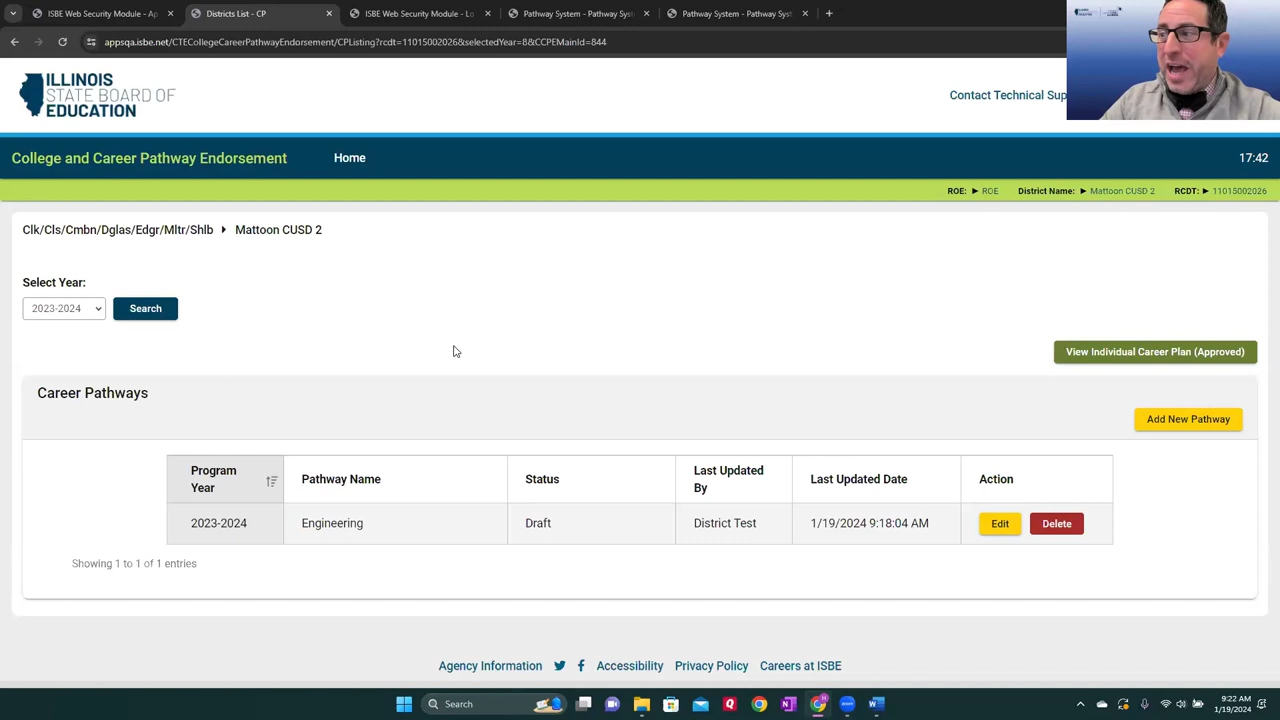 ISBE Web Security Module - Ap
Districts List - CP
ISBE Web Security Module - Lo
Pathway System - Pathway Sy
Pathway System - Pathway Sys
appsqa.isbe.net/CTECollegeCareerPathwayEndorsement/CPListing?rcdt=11015002026&selectedYear=8&CCPEMainId=844
ILLINOIS
STATE BOARD OF
EDUCATION
Contact Technical Sup
College and Career Pathway Endorsement
Home
17:42
ROE: ► ROE District Name: ► Mattoon CUSD 2 RCDT: ► 11015002026
Clk/Cls/Cmbn/Dglas/Edgr/Mltr/Shlb ▸ Mattoon CUSD 2
Select Year:
2023-2024
Search
View Individual Career Plan (Approved)
Career Pathways
Add New Pathway
Program Year
Pathway Name
Status
Last Updated By
Last Updated Date
Action
2023-2024 Engineering Draft District Test 1/19/2024 9:18:04 AM Edit Delete
Showing 1 to 1 of 1 entries
Agency Information Accessibility Privacy Policy Careers at ISBE
Search
9:22 AM
1/19/2024